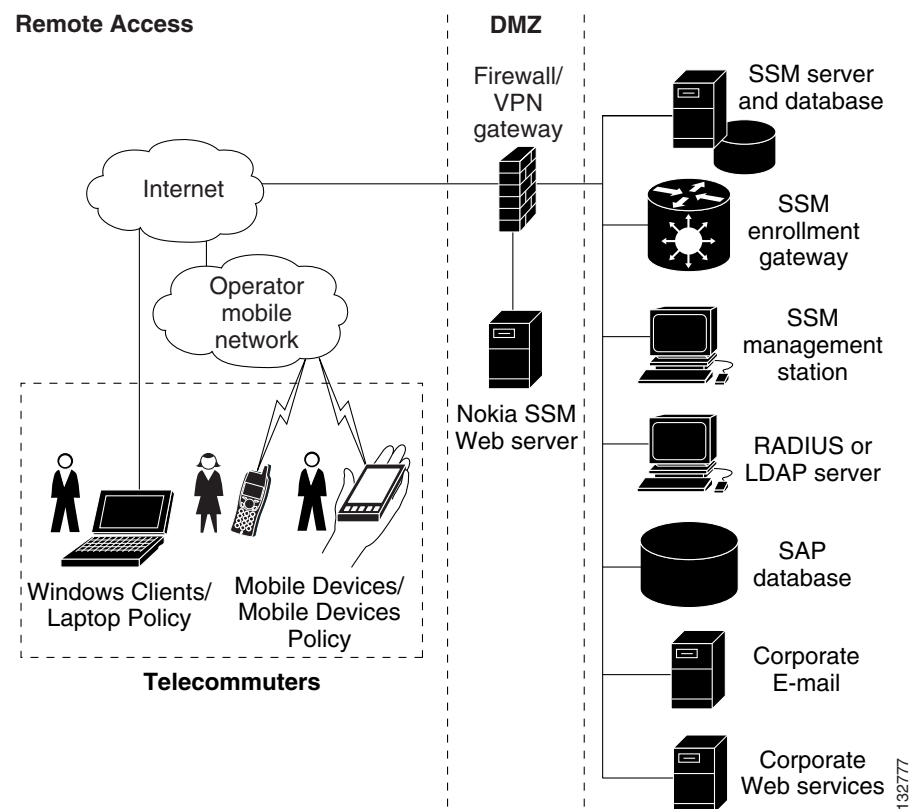 Remote Access
DMZ
Firewall/
VPN
gateway
SSM server
and database
Internet
SSM
enrollment
gateway
Operator
mobile
network
SSM
management
station
Nokia SSM
Web server
RADIUS or
LDAP server
SAP
database
Windows Clients/
Laptop Policy
Mobile Devices/
Mobile Devices
Policy
Telecommuters
Corporate
E-mail
Corporate
Web services
132777